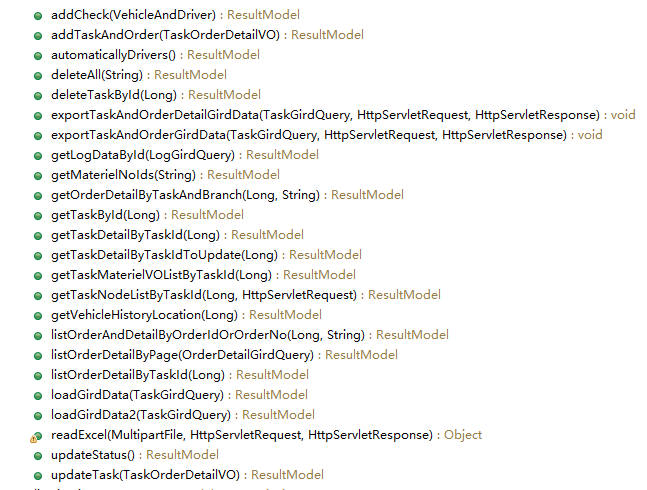 addCheck(VehicleAndDriver) : ResultModel
addTaskAndOrder(TaskOrderDetailVO) : ResultModel
automaticallyDrivers() : ResultModel
deleteAll(String) : ResultModel
deleteTaskById(Long) : ResultModel
exportTaskAndOrderDetailGirdData(TaskGirdQuery, HttpServletRequest, HttpServletResponse) : void
exportTaskAndOrderGirdData(TaskGirdQuery, HttpServletRequest, HttpServletResponse) : void
getLogDataById(LogGirdQuery) : ResultModel
getMaterielNoIds(String) : ResultModel
getOrderDetailByTaskAndBranch(Long, String) : ResultModel
getTaskById(Long) : ResultModel
getTaskDetailByTaskId(Long) : ResultModel
getTaskDetailByTaskIdToUpdate(Long) : ResultModel
getTaskMaterielVOListByTaskId(Long) : ResultModel
getTaskNodeListByTaskId(Long, HttpServletRequest) : ResultModel
getVehicleHistoryLocation(Long) : ResultModel
listOrderAndDetailByOrderIdOrOrderNo(Long, String) : ResultModel
listOrderDetailByPage(OrderDetailGirdQuery) : ResultModel
listOrderDetailByTaskId(Long) : ResultModel
loadGirdData(TaskGirdQuery) : ResultModel
loadGirdData2(TaskGirdQuery) : ResultModel
readExcel(MultipartFile, HttpServletRequest, HttpServletResponse) : Object
updateStatus() : ResultModel
updateTask(TaskOrderDetailVO) : ResultModel